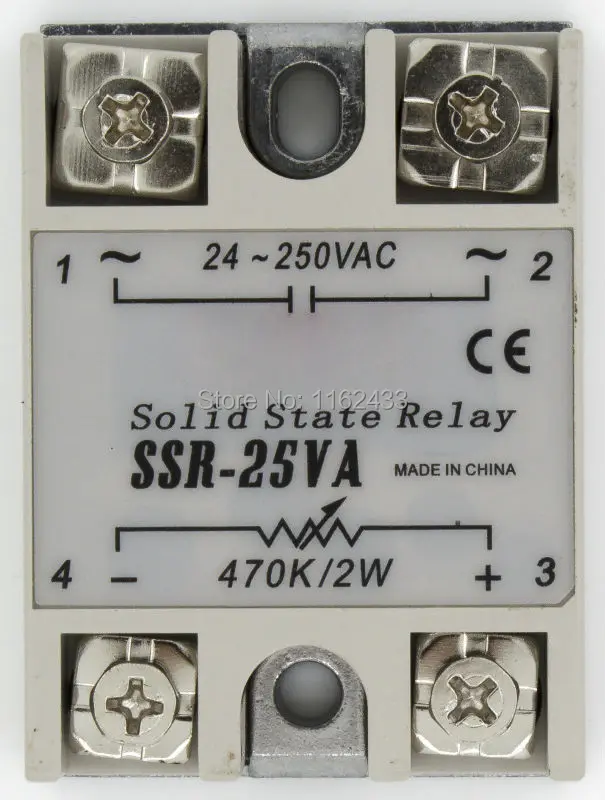 1 ~ 24 ~ 250VAC ~ 2
CE
Store No: 1162433
Solid State Relay
SSR-25VA
MADE IN CHINA
4 - 470K/2W + 3